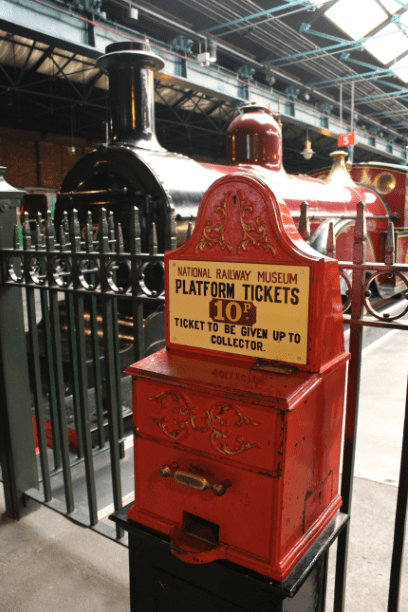 S
NATIONAL RAILWAY MUSEUM
PLATFORM TICKETS
10P
TICKET TO BE GIVEN UP TO
COLLECTOR.